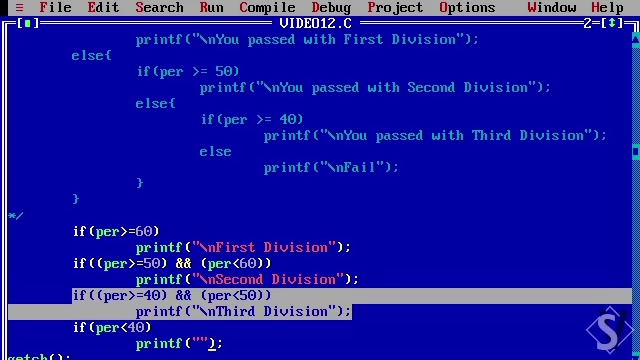 ≡ File Edit Search Run Compile Debug Project Options Window Help
[■] VIDEO12.C 2=[↕]
printf("\nYou passed with First Division");
else{
if(per >= 50)
printf("\nYou passed with Second Division");
else{
if(per >= 40)
printf("\nYou passed with Third Division");
else
printf("\nFail");
}
}
*/
if(per>=60)
printf("\nFirst Division");
if((per>=50) && (per<60))
printf("\nSecond Division");
if((per>=40) && (per<50))
printf("\nThird Division");
if(per<40)
printf("");
getch();